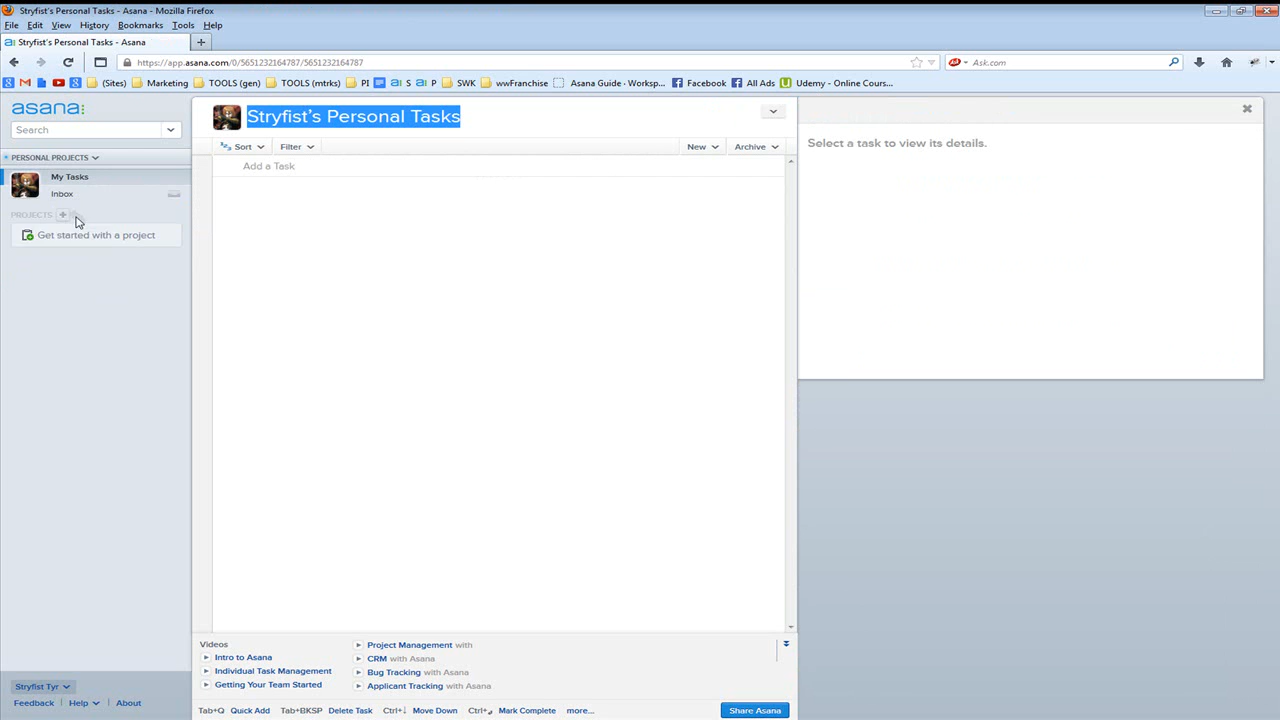 Stryfist's Personal Tasks - Asana - Mozilla Firefox
File Edit View History Bookmarks Tools Help
Stryfist's Personal Tasks - Asana
https://app.asana.com/0/5651232164787/5651232164787
Ask.com
(Sites) Marketing TOOLS (gen) TOOLS (mtrks) PI S P SWK wwFranchise Asana Guide - Worksp... Facebook All Ads Udemy - Online Cours...
asana:
Search
PERSONAL PROJECTS
My Tasks
Inbox
PROJECTS +
Get started with a project
Stryfist's Personal Tasks
Sort Filter New Archive
Add a Task
Select a task to view its details.
Videos
Intro to Asana
Individual Task Management
Getting Your Team Started
Project Management with
CRM with Asana
Bug Tracking with Asana
Applicant Tracking with Asana
Stryfist Tyr
Feedback Help About
Tab+Q Quick Add Tab+BKSP Delete Task Ctrl+↓ Move Down Ctrl+↵ Mark Complete more...
Share Asana